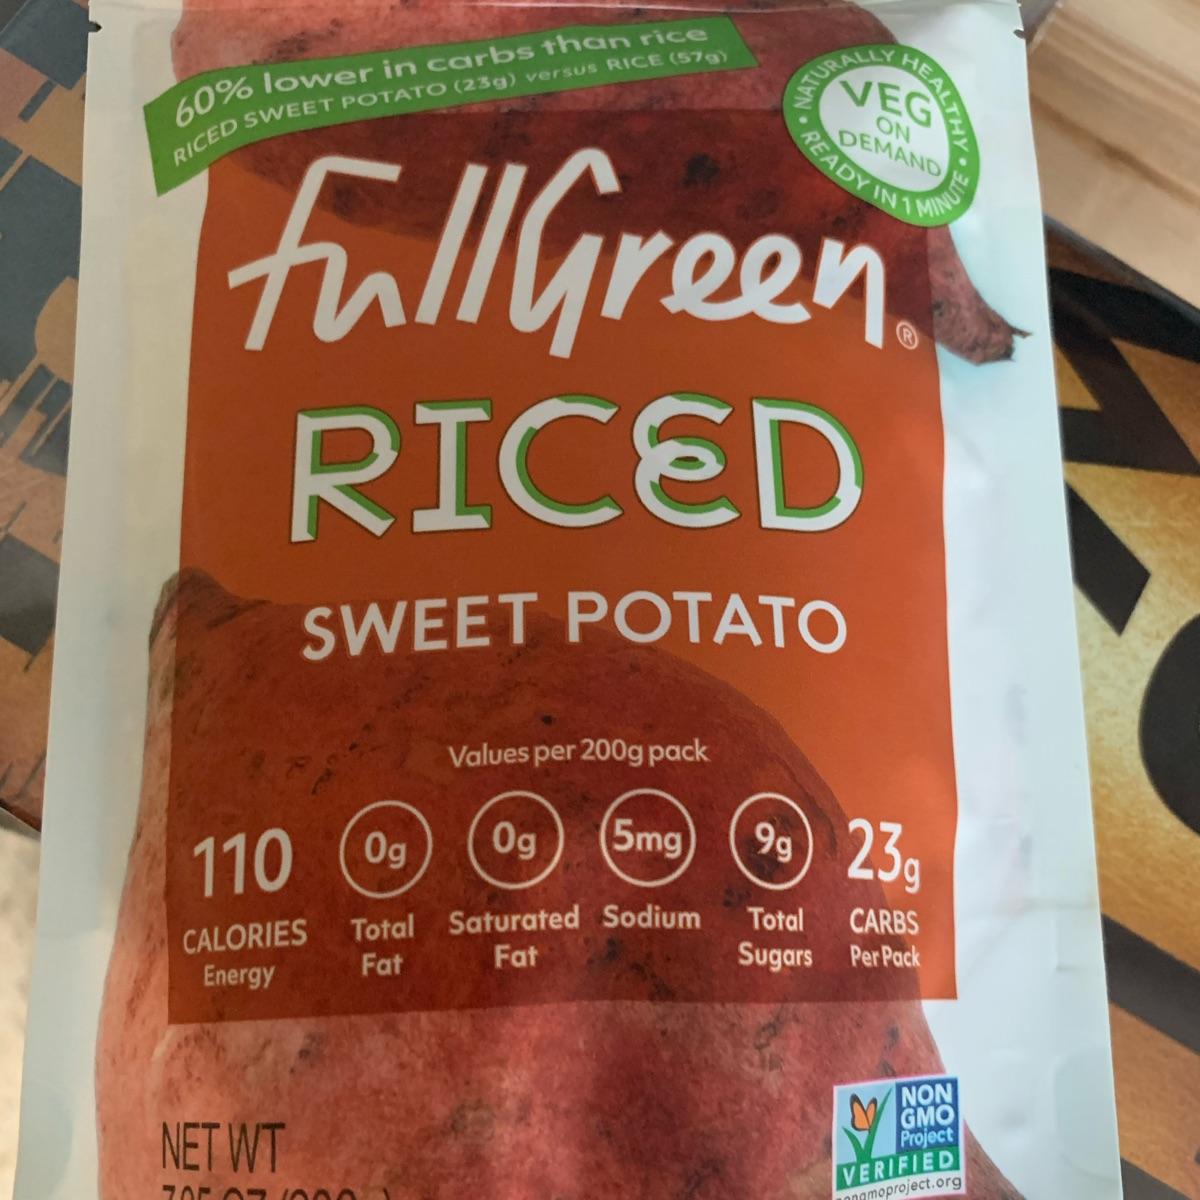 60% lower in carbs than rice
RICED SWEET POTATO (23g) versus RICE (57g)
• NATURALLY HEALTHY •
READY IN 1 MINUTE
VEG
ON
DEMAND
FullGreen®
RICED
SWEET POTATO
Values per 200g pack
110 0g 0g 5mg 9g 23g
CALORIES Total Saturated Sodium Total CARBS
Energy Fat Fat Sugars Per Pack
NON
GMO
Project
VERIFIED
nongmoproject.org
NET WT